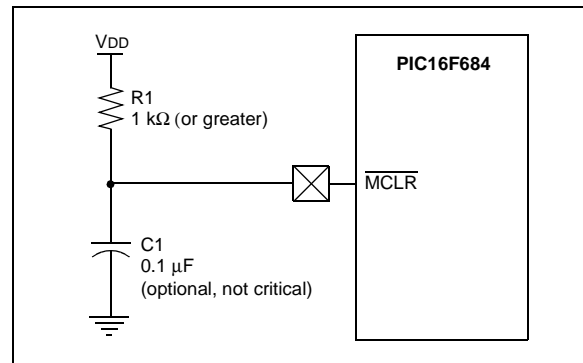 VDD
PIC16F684
R1
1 kΩ (or greater)
MCLR
C1
0.1 μF
(optional, not critical)